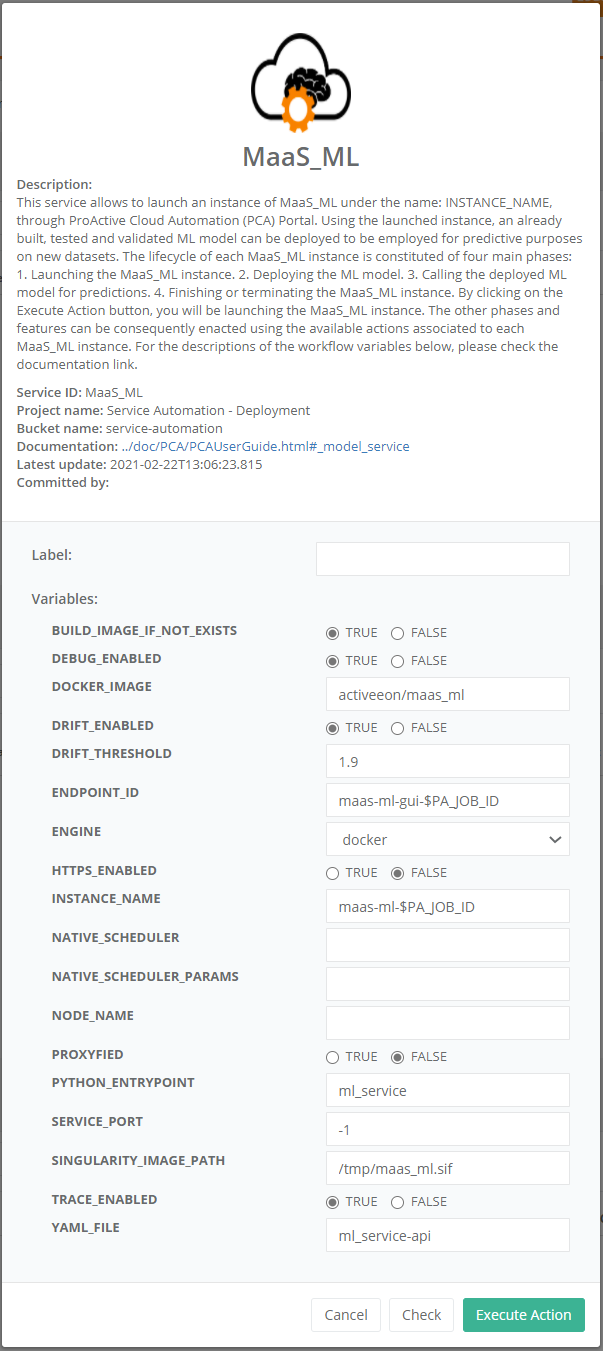 MaaS_ML
Description:
This service allows to launch an instance of MaaS_ML under the name: INSTANCE_NAME,
through ProActive Cloud Automation (PCA) Portal. Using the launched instance, an already
built, tested and validated ML model can be deployed to be employed for predictive purposes
on new datasets. The lifecycle of each MaaS_ML instance is constituted of four main phases:
1. Launching the MaaS_ML instance. 2. Deploying the ML model. 3. Calling the deployed ML
model for predictions. 4. Finishing or terminating the MaaS_ML instance. By clicking on the
Execute Action button, you will be launching the MaaS_ML instance. The other phases and
features can be consequently enacted using the available actions associated to each
MaaS_ML instance. For the descriptions of the workflow variables below, please check the
documentation link.
Service ID: MaaS_ML
Project name: Service Automation - Deployment
Bucket name: service-automation
Documentation: ../doc/PCA/PCAUserGuide.html#_model_service
Latest update: 2021-02-22T13:06:23.815
Committed by:
Label:
Variables:
BUILD_IMAGE_IF_NOT_EXISTS TRUE FALSE
DEBUG_ENABLED TRUE FALSE
DOCKER_IMAGE activeeon/maas_ml
DRIFT_ENABLED TRUE FALSE
DRIFT_THRESHOLD 1.9
ENDPOINT_ID maas-ml-gui-$PA_JOB_ID
ENGINE docker
HTTPS_ENABLED TRUE FALSE
INSTANCE_NAME maas-ml-$PA_JOB_ID
NATIVE_SCHEDULER
NATIVE_SCHEDULER_PARAMS
NODE_NAME
PROXYFIED TRUE FALSE
PYTHON_ENTRYPOINT ml_service
SERVICE_PORT -1
SINGULARITY_IMAGE_PATH /tmp/maas_ml.sif
TRACE_ENABLED TRUE FALSE
YAML_FILE ml_service-api
Cancel Check Execute Action